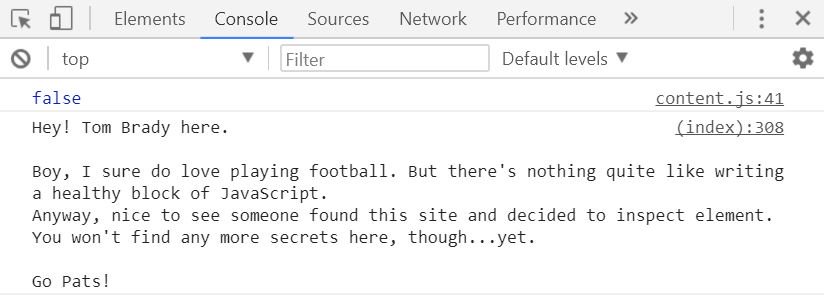 Elements Console Sources Network Performance »
top ▼ Filter Default levels ▼
false content.js:41
Hey! Tom Brady here. (index):308
Boy, I sure do love playing football. But there's nothing quite like writing
a healthy block of JavaScript.
Anyway, nice to see someone found this site and decided to inspect element.
You won't find any more secrets here, though...yet.
Go Pats!